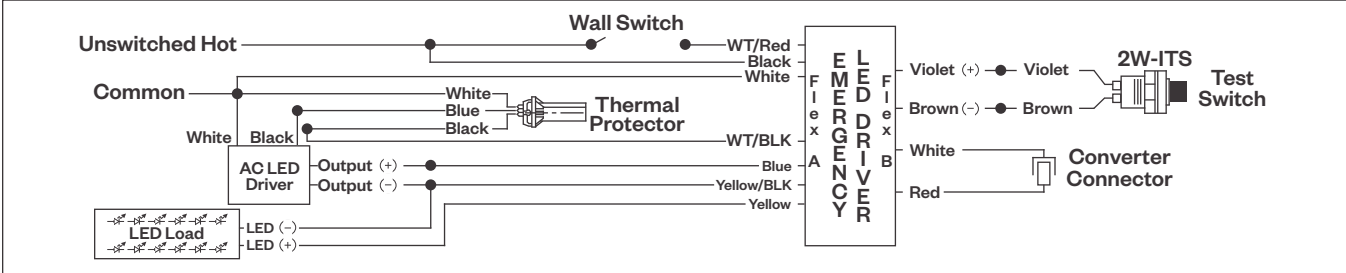 Wall Switch
Unswitched Hot
WT/Red
Black
White
Common
White
Blue
Black
Thermal
Protector
White
Black
WT/BLK
AC LED
Driver
Output (+)
Output (-)
Blue
Yellow/BLK
Yellow
LED Load
LED (-)
LED (+)
Flex A
EMERGENCY
LED DRIVER
Flex B
Violet (+)
Violet
Brown (-)
Brown
2W-ITS
Test
Switch
White
Red
Converter
Connector